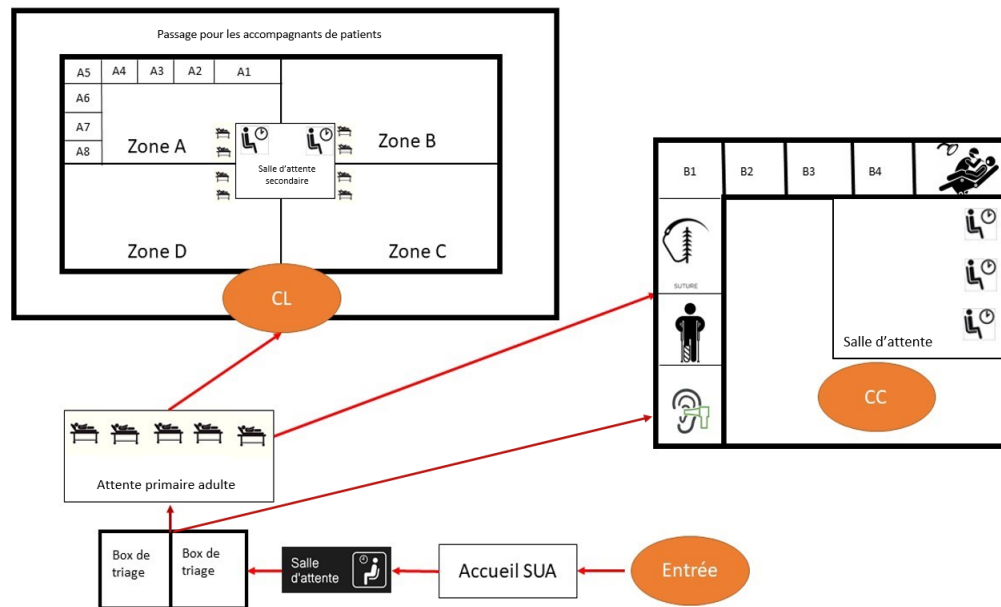 Passage pour les accompagnants de patients
A5 A4 A3 A2 A1
A6
A7
A8
Zone A
Zone B
Salle d'attente
secondaire
Zone D
Zone C
CL
B1 B2 B3 B4
SUTURE
Salle d'attente
CC
Attente primaire adulte
Box de
triage
Box de
triage
Salle
d'attente
Accueil SUA
Entrée